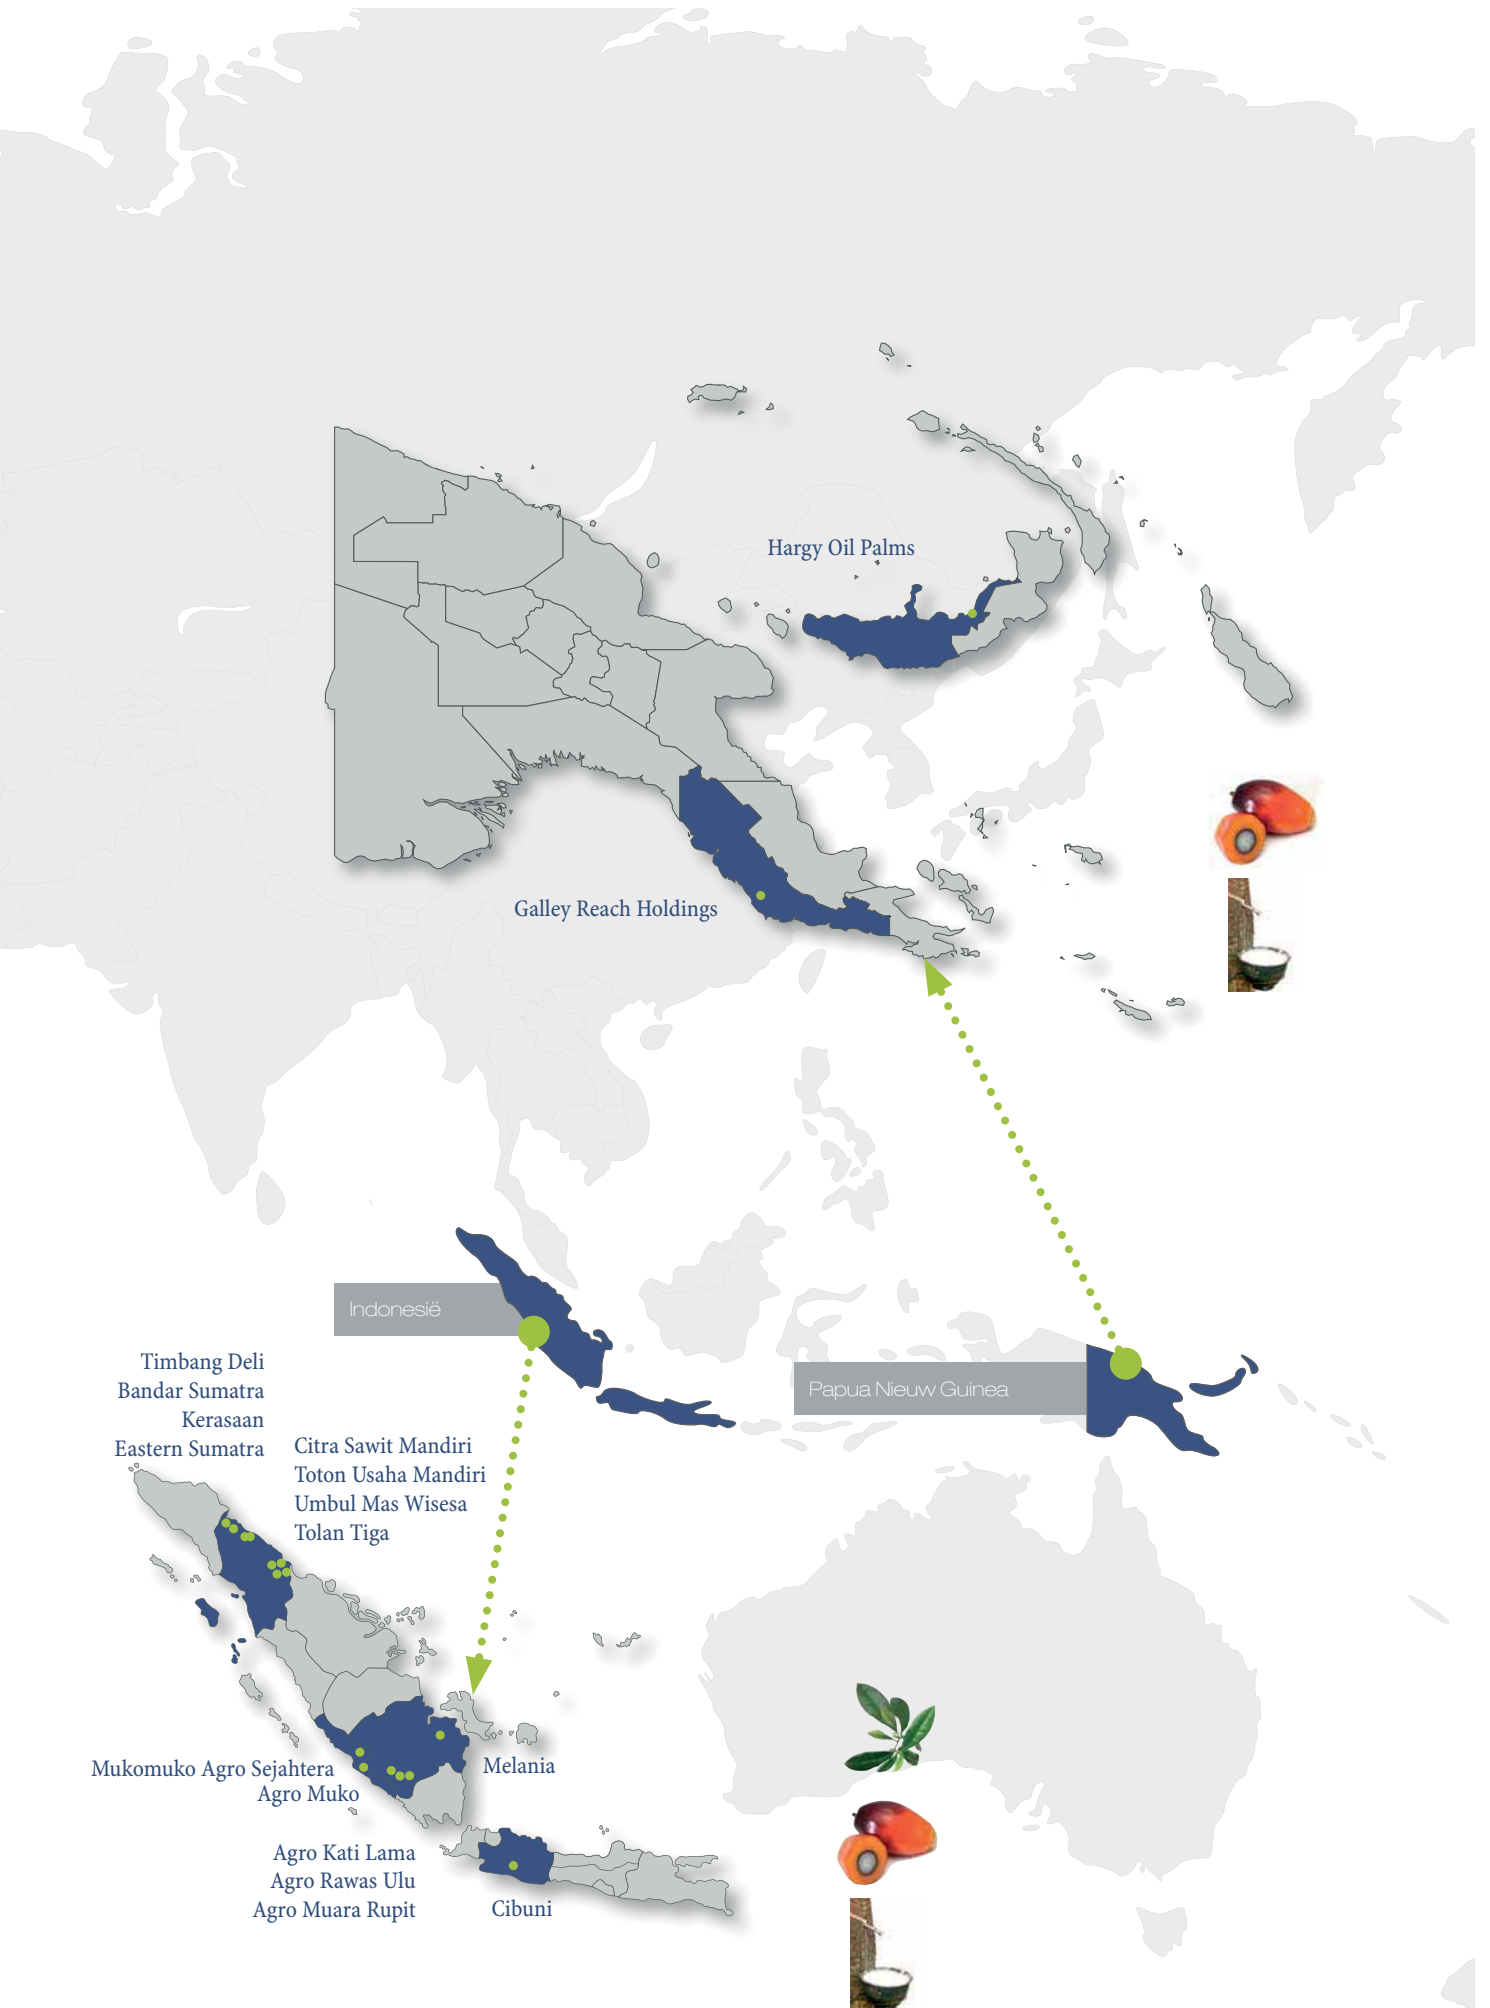 Hargy Oil Palms
Galley Reach Holdings
Indonesië
Papua Nieuw Guinea
Timbang Deli
Bandar Sumatra
Kerasaan
Eastern Sumatra
Citra Sawit Mandiri
Toton Usaha Mandiri
Umbul Mas Wisesa
Tolan Tiga
Mukomuko Agro Sejahtera
Agro Muko
Melania
Agro Kati Lama
Agro Rawas Ulu
Agro Muara Rupit
Cibuni